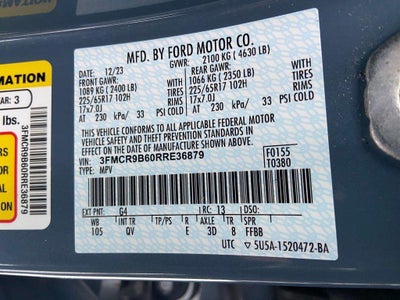 MFD. BY FORD MOTOR CO.
DATE: 12/23 GVWR: 2100 KG ( 4630 LB)
FRONT GAWR: REAR GAWR:
1089 KG ( 2400 LB) 1066 KG ( 2350 LB)
225/65R17 102H TIRES 225/65R17 102H
17x7.0J RIMS 17x7.0J
AT 230 kPa/ 33 PSI COLD AT 230 kPa/ 33 PSI COLD
THIS VEHICLE CONFORMS TO ALL APPLICABLE FEDERAL MOTOR
VEHICLE SAFETY AND THEFT PREVENTION STANDARDS IN EFFECT ON
THE DATE OF MANUFACTURE SHOWN ABOVE.
VIN: 3FMCR9B60RRE36879 F0155
TYPE: MPV T0380
EXT PNT: G4 RC: 13 DSO:
WB INT TR TP/PS R AXLE TR SPR
105 QV E 3D 8 FFBB
UTC 5U5A-1520472-BA
RMATION
AR: 3
lbs.
3FMCR9B60RRE36879